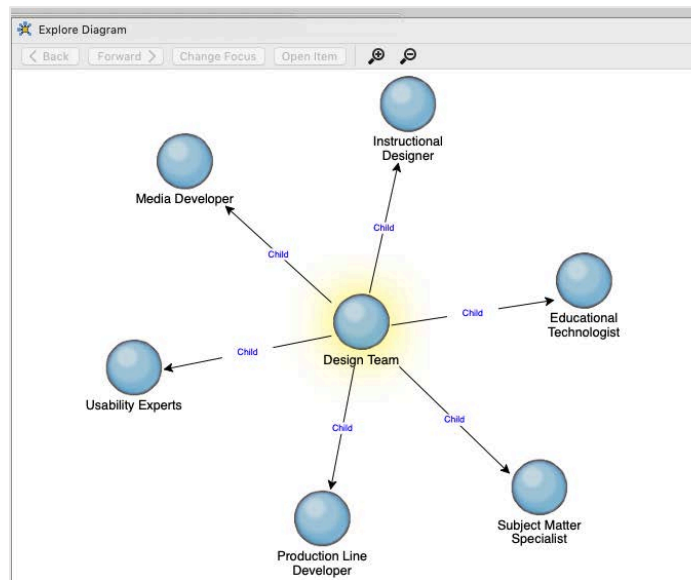 Explore Diagram
Back Forward Change Focus Open Item
Instructional
Designer
Media Developer
Child
Child
Educational
Technologist
Child
Design Team
Child
Usability Experts
Child
Child
Subject Matter
Specialist
Production Line
Developer